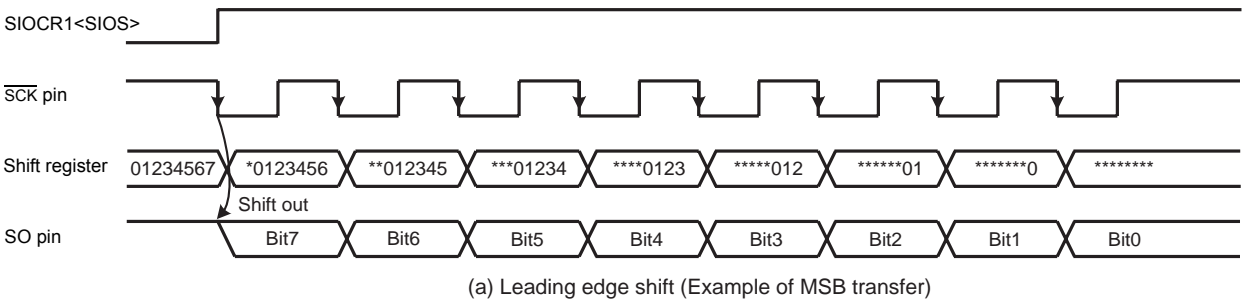 SIOCR1<SIOS>
SCK pin
Shift register 01234567 *0123456 **012345 ***01234 ****0123 *****012 ******01 *******0 ********
Shift out
SO pin Bit7 Bit6 Bit5 Bit4 Bit3 Bit2 Bit1 Bit0
(a) Leading edge shift (Example of MSB transfer)